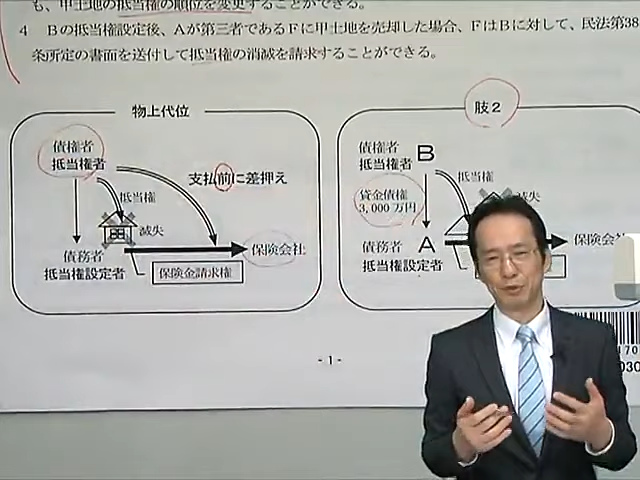 も、甲土地の抵当権の順位を変更することができる。
4 Bの抵当権設定後、Aが第三者であるFに甲土地を売却した場合、FはBに対して、民法第38
条所定の書面を送付して抵当権の消滅を請求することができる。
物上代位
債権者
抵当権者
支払前に差押え
抵当権
滅失
債務者
抵当権設定者
保険会社
保険金請求権
肢2
債権者
抵当権者
B
抵当権
貸金債権
3,000万円
滅失
債務者
抵当権設定者
A
保険会
- 1 -